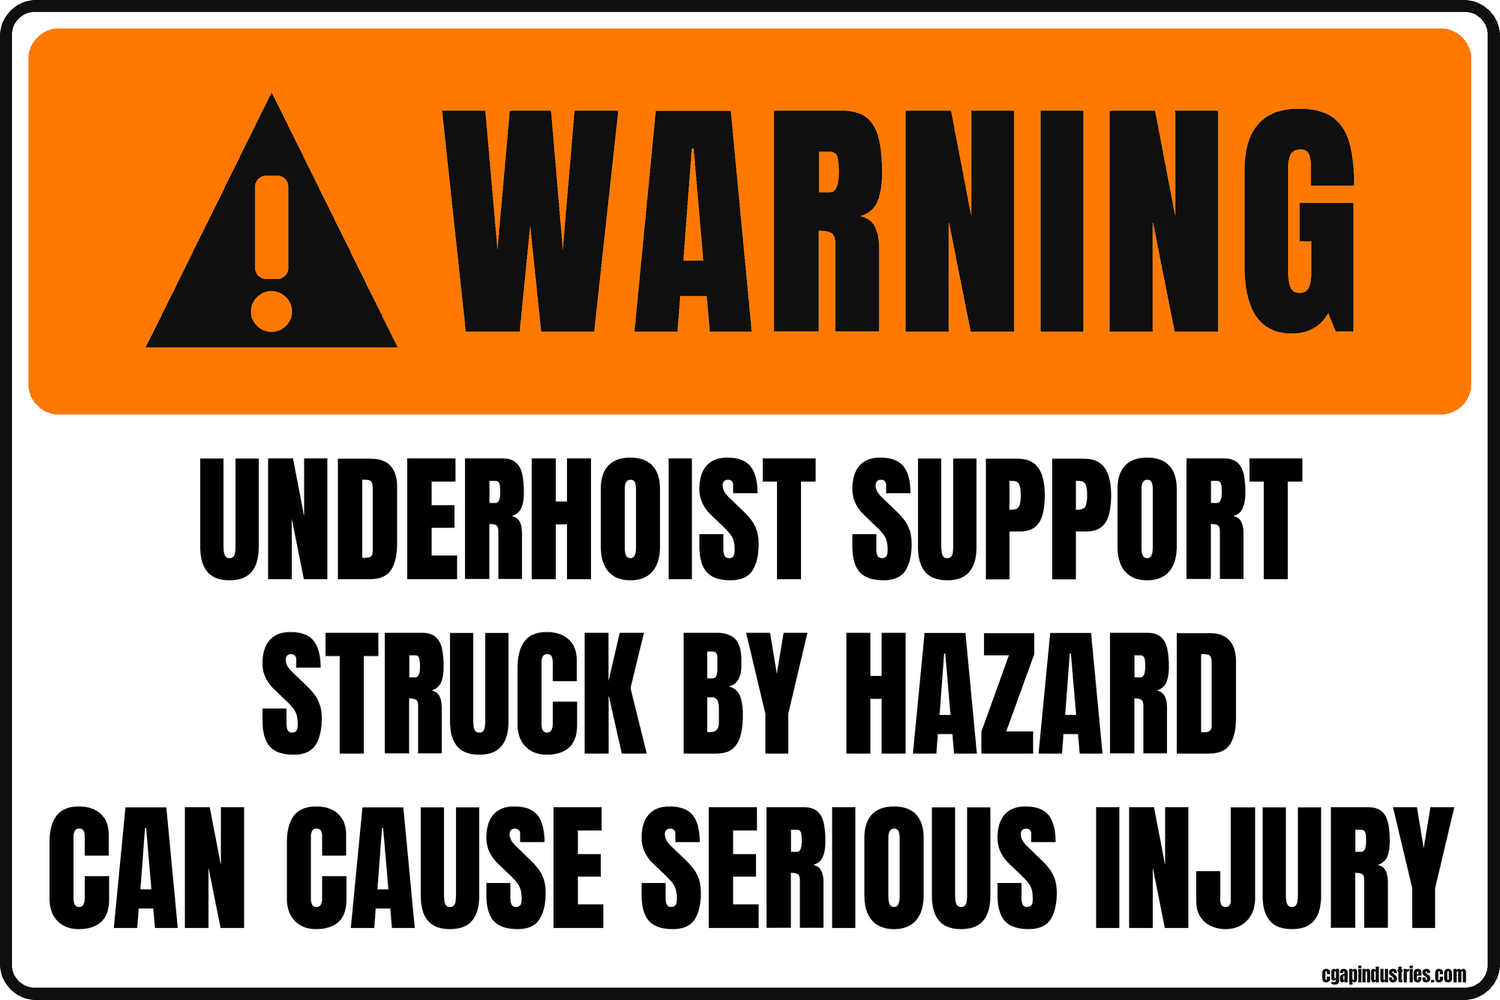 WARNING
UNDERHOIST SUPPORT
STRUCK BY HAZARD
CAN CAUSE SERIOUS INJURY
cgapindustries.com